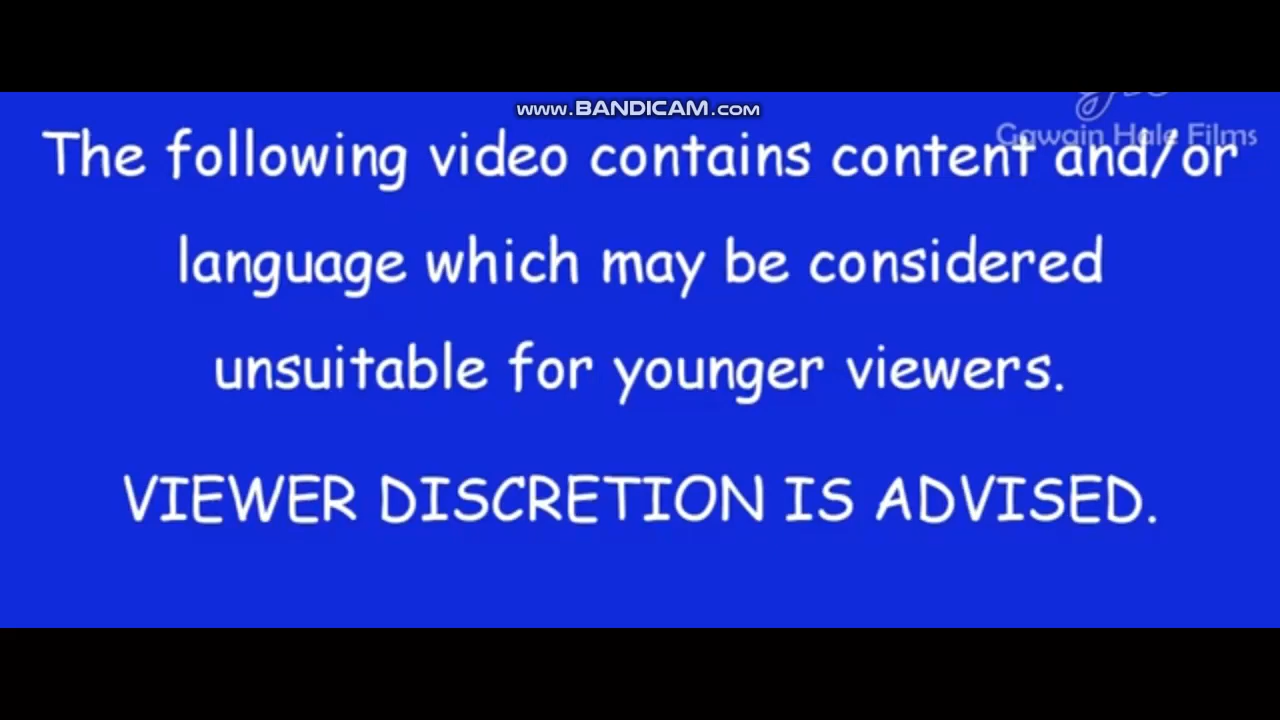 www.BANDICAM.com
Gawain Hale Films
The following video contains content and/or
language which may be considered
unsuitable for younger viewers.
VIEWER DISCRETION IS ADVISED.